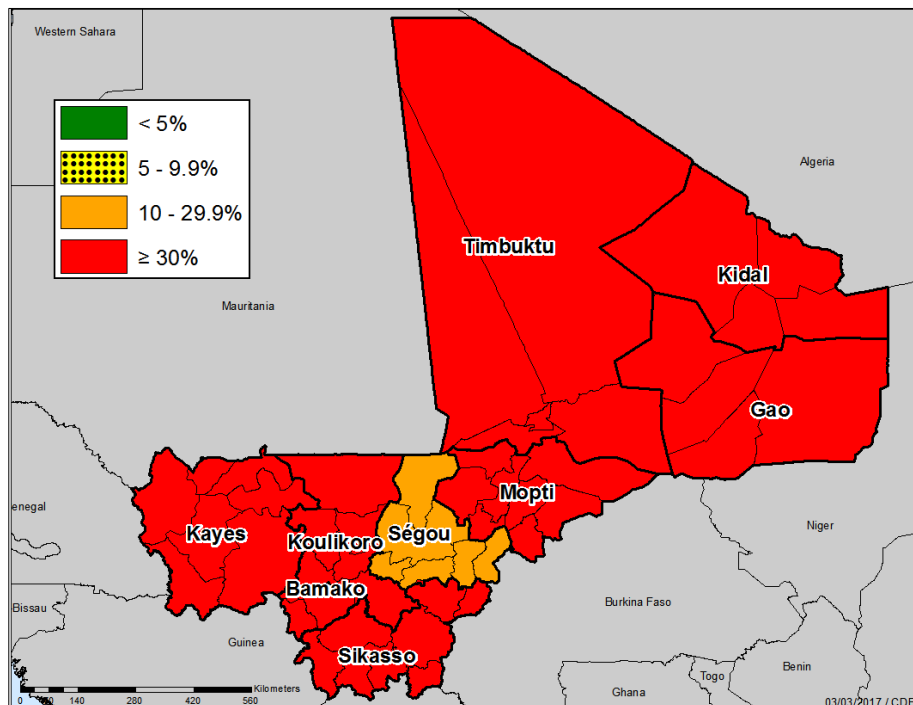 Western Sahara
< 5%
5 - 9.9%
10 - 29.9%
≥ 30%
Algeria
Timbuktu
Kidal
Mauritania
Gao
Mopti
enegal
Kayes
Koulikoro
Ségou
Niger
Bamako
Burkina Faso
Bissau
Guinea
Sikasso
Benin
Togo
Ghana
Kilometers
0
140
280
420
560
03/03/2017 / CDE